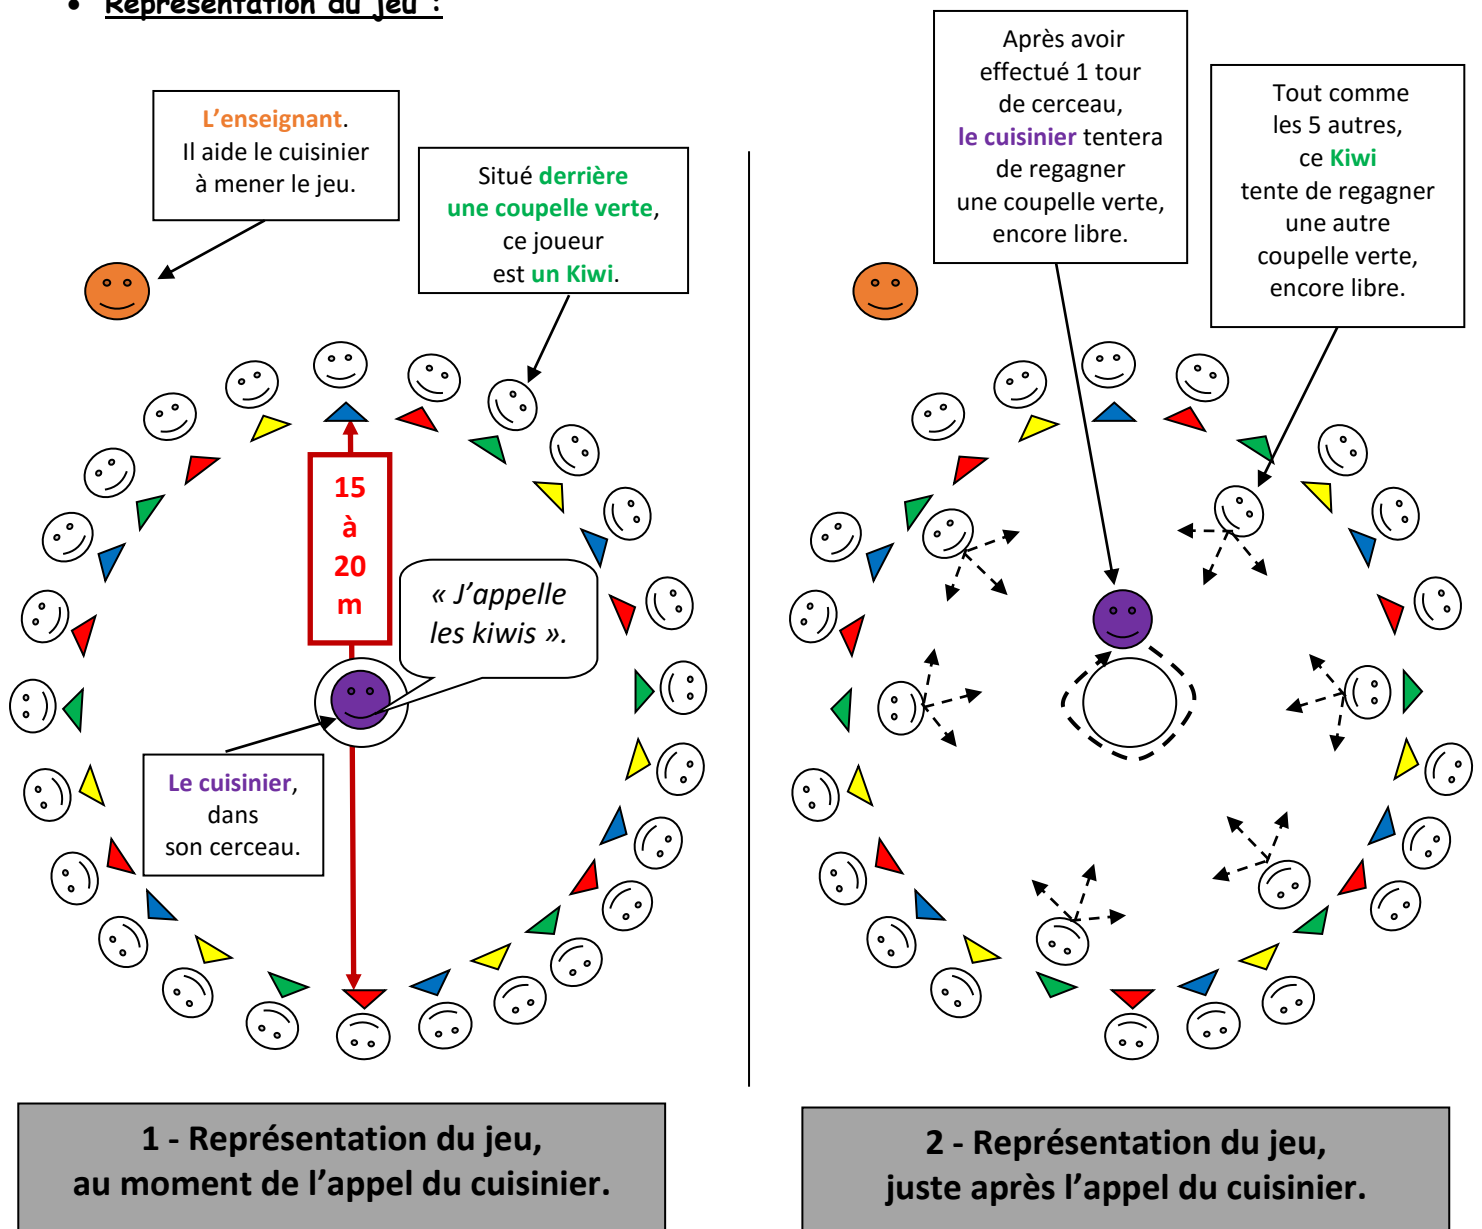 • Représentation du jeu :
L'enseignant.
Il aide le cuisinier
à mener le jeu.
Situé derrière
une coupelle verte,
ce joueur
est un Kiwi.
15
à
20
m
« J'appelle
les kiwis ».
Le cuisinier,
dans
son cerceau.
1 - Représentation du jeu,
au moment de l'appel du cuisinier.
Après avoir
effectué 1 tour
de cerceau,
le cuisinier tentera
de regagner
une coupelle verte,
encore libre.
Tout comme
les 5 autres,
ce Kiwi
tente de regagner
une autre
coupelle verte,
encore libre.
2 - Représentation du jeu,
juste après l'appel du cuisinier.